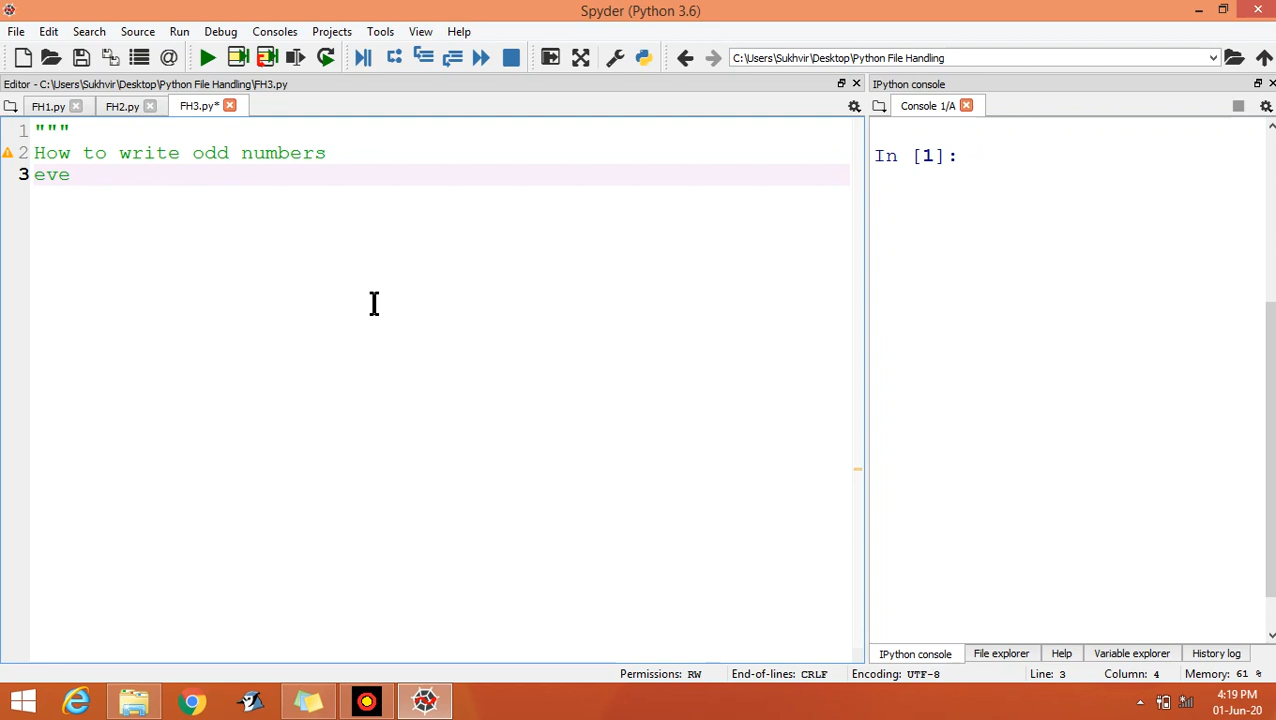 Spyder (Python 3.6)
File Edit Search Source Run Debug Consoles Projects Tools View Help
C:\Users\Sukhvir\Desktop\Python File Handling
Editor - C:\Users\Sukhvir\Desktop\Python File Handling\FH3.py
IPython console
FH1.py FH2.py FH3.py*
Console 1/A
1 """
2 How to write odd numbers
3 eve
In [1]:
IPython console File explorer Help Variable explorer History log
Permissions: RW End-of-lines: CRLF Encoding: UTF-8 Line: 3 Column: 4 Memory: 61 %
4:19 PM
01-Jun-20